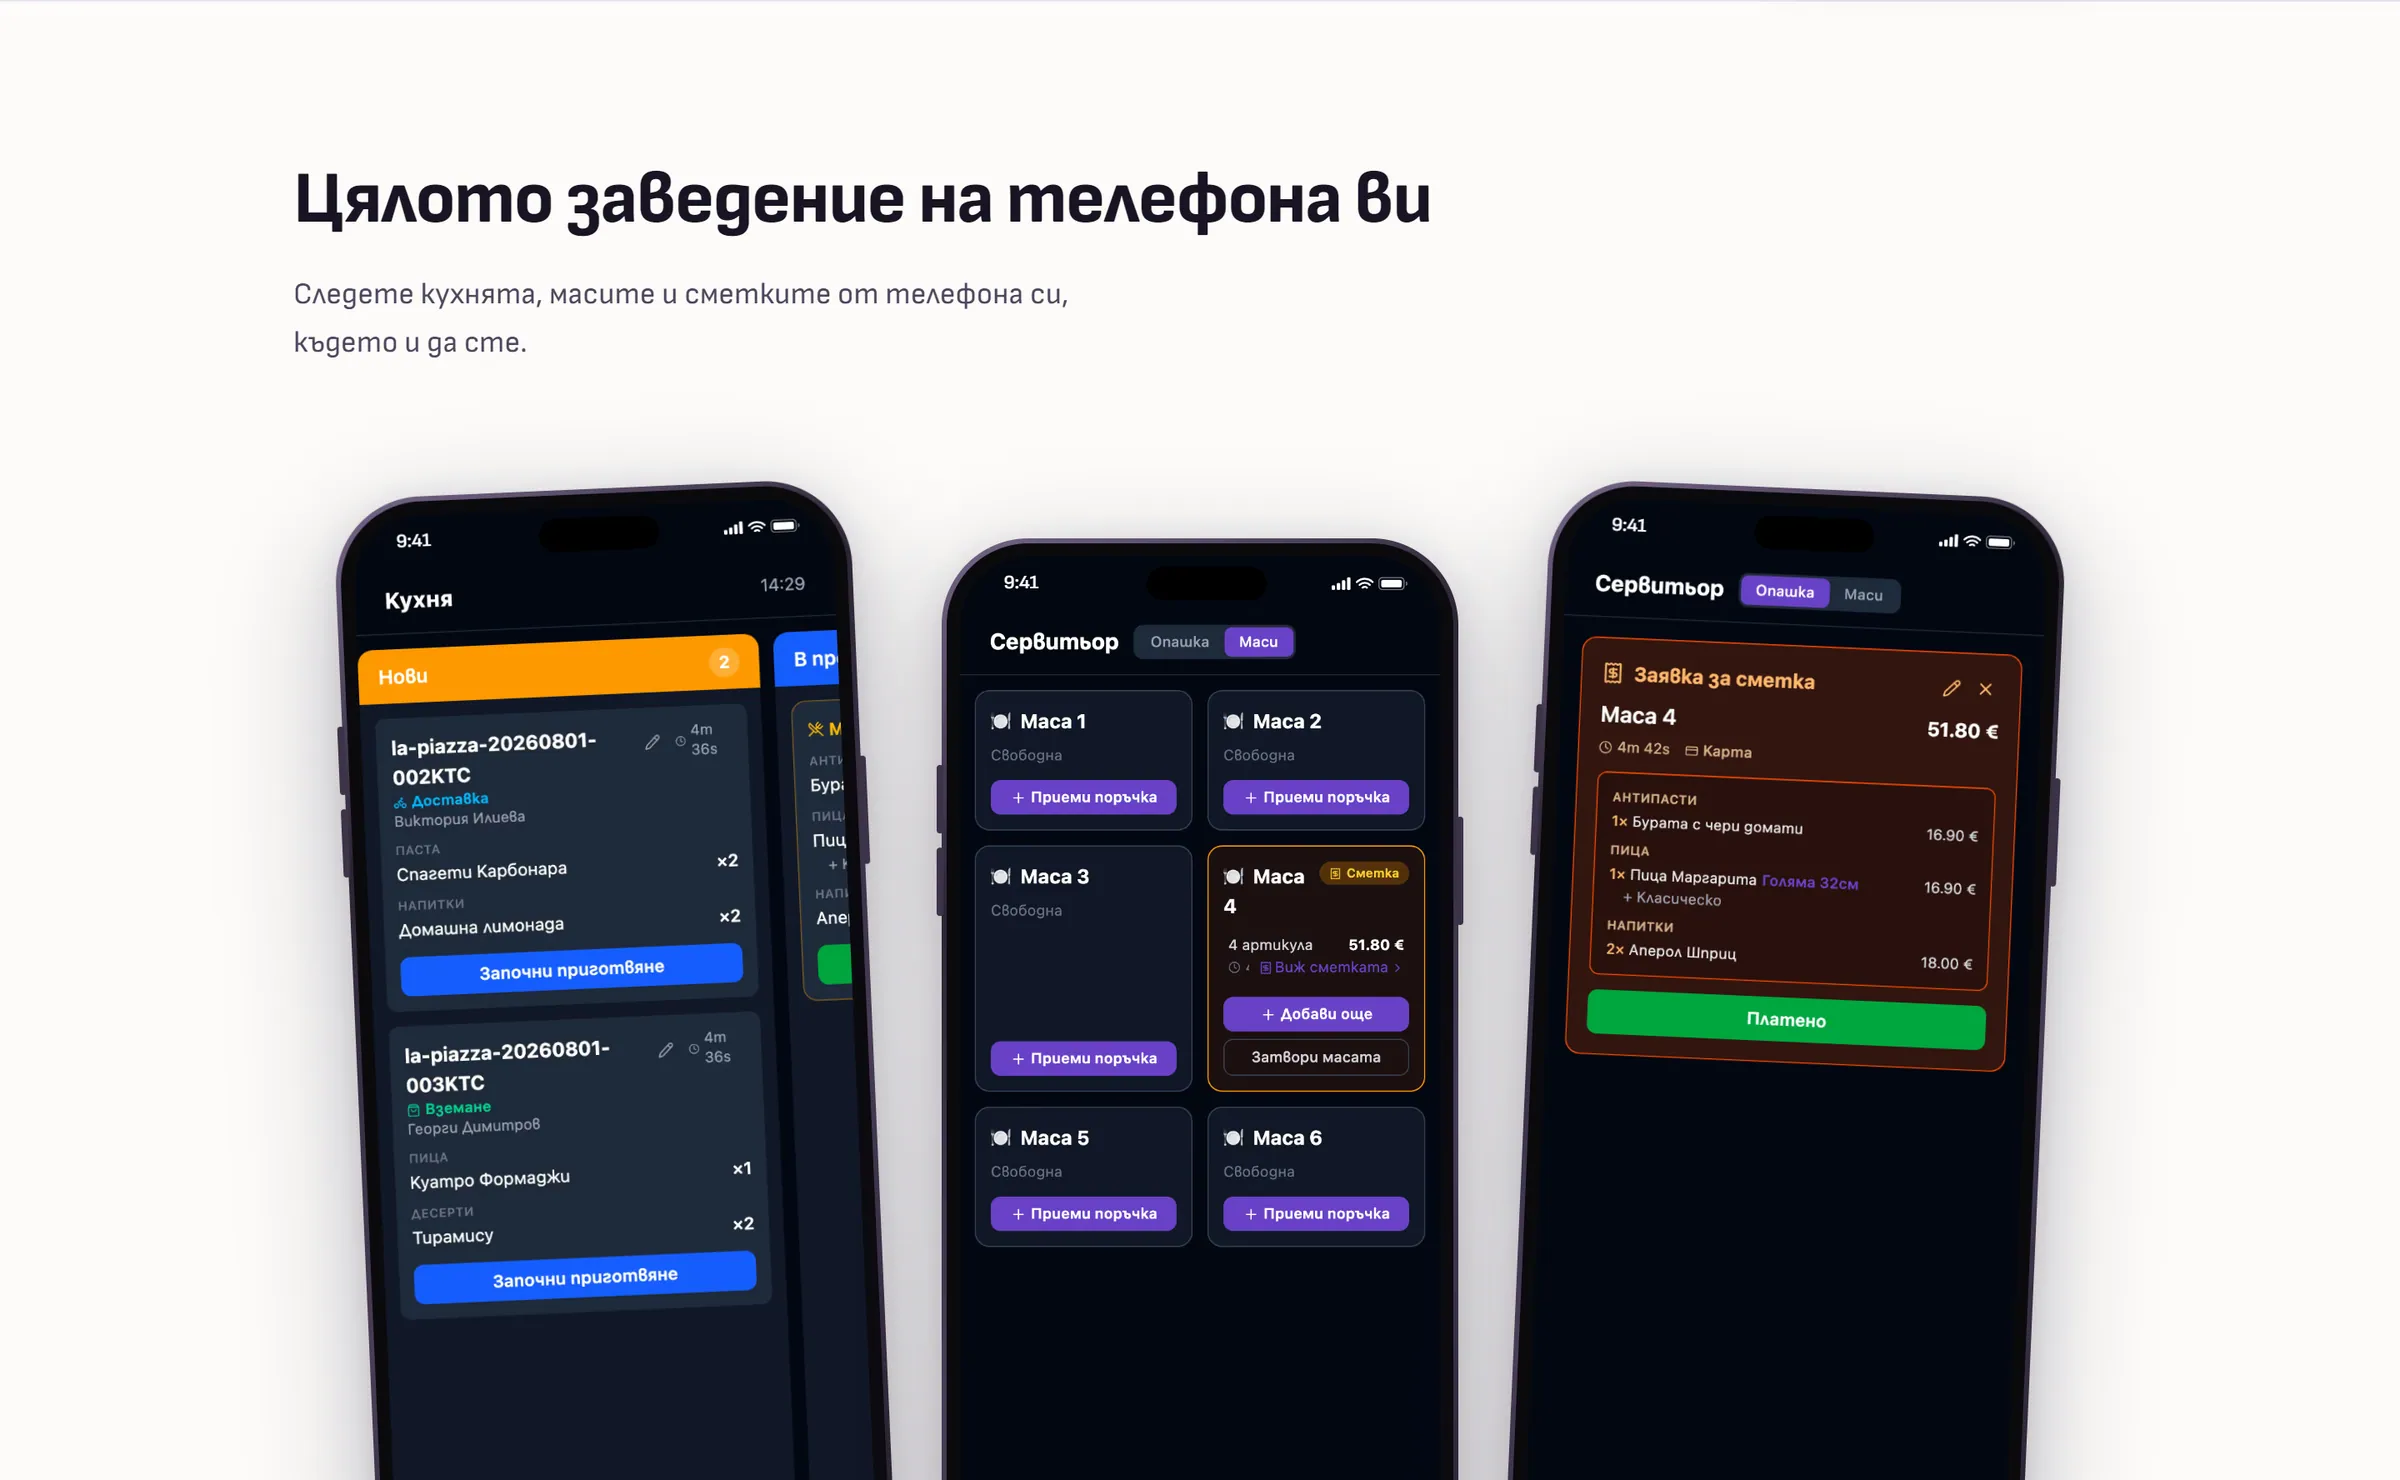 Цялото заведение на телефона ви
Следете кухнята, масите и сметките от телефона си,
където и да сте.
9:41
Кухня
14:29
Нови
2
la-piazza-20260801-
002KTC
4m
36s
Доставка
Виктория Илиева
ПАСТА
Спагети Карбонара
×2
НАПИТКИ
Домашна лимонада
×2
Започни приготвяне
la-piazza-20260801-
003KTC
4m
36s
Вземане
Георги Димитров
ПИЦА
Куатро Формаджи
×1
ДЕСЕРТИ
Тирамису
×2
Започни приготвяне
9:41
Сервитьор
Опашка
Маси
Маса 1
Свободна
+ Приеми поръчка
Маса 2
Свободна
+ Приеми поръчка
Маса 3
Свободна
+ Приеми поръчка
Маса
4
Сметка
4 артикула
51.80 €
Виж сметката >
+ Добави още
Затвори масата
Маса 5
Свободна
+ Приеми поръчка
Маса 6
Свободна
+ Приеми поръчка
9:41
Сервитьор
Опашка
Маси
Заявка за сметка
Маса 4
51.80 €
4m 42s
Карта
АНТИПАСТИ
1× Бурата с чери домати
16.90 €
ПИЦА
1× Пица Маргарита Голяма 32см
16.90 €
+ Класическо
НАПИТКИ
2× Аперол Шприц
18.00 €
Платено